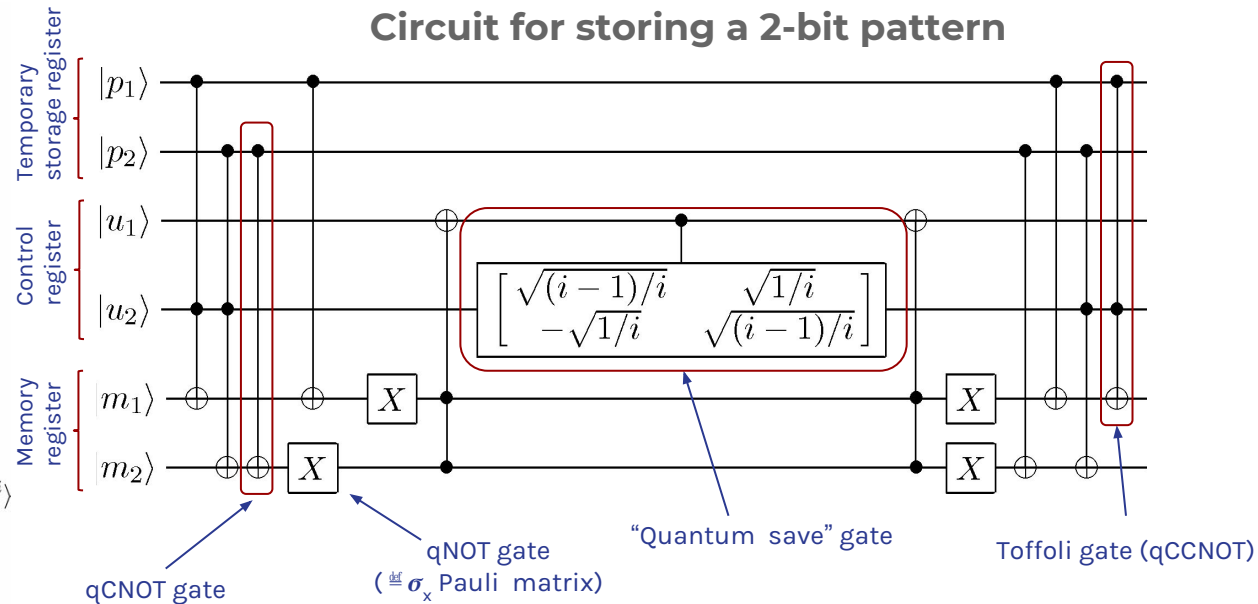 Circuit for storing a 2-bit pattern
Temporary
storage register
|p₁⟩
|p₂⟩
Control
register
|u₁⟩
|u₂⟩
√(i − 1)/i √1/i
−√1/i √(i − 1)/i
Memory
register
|m₁⟩
|m₂⟩
X
X
X
X
⟩
qCNOT gate
qNOT gate
(≝ σₓ Pauli matrix)
“Quantum save” gate
Toffoli gate (qCCNOT)